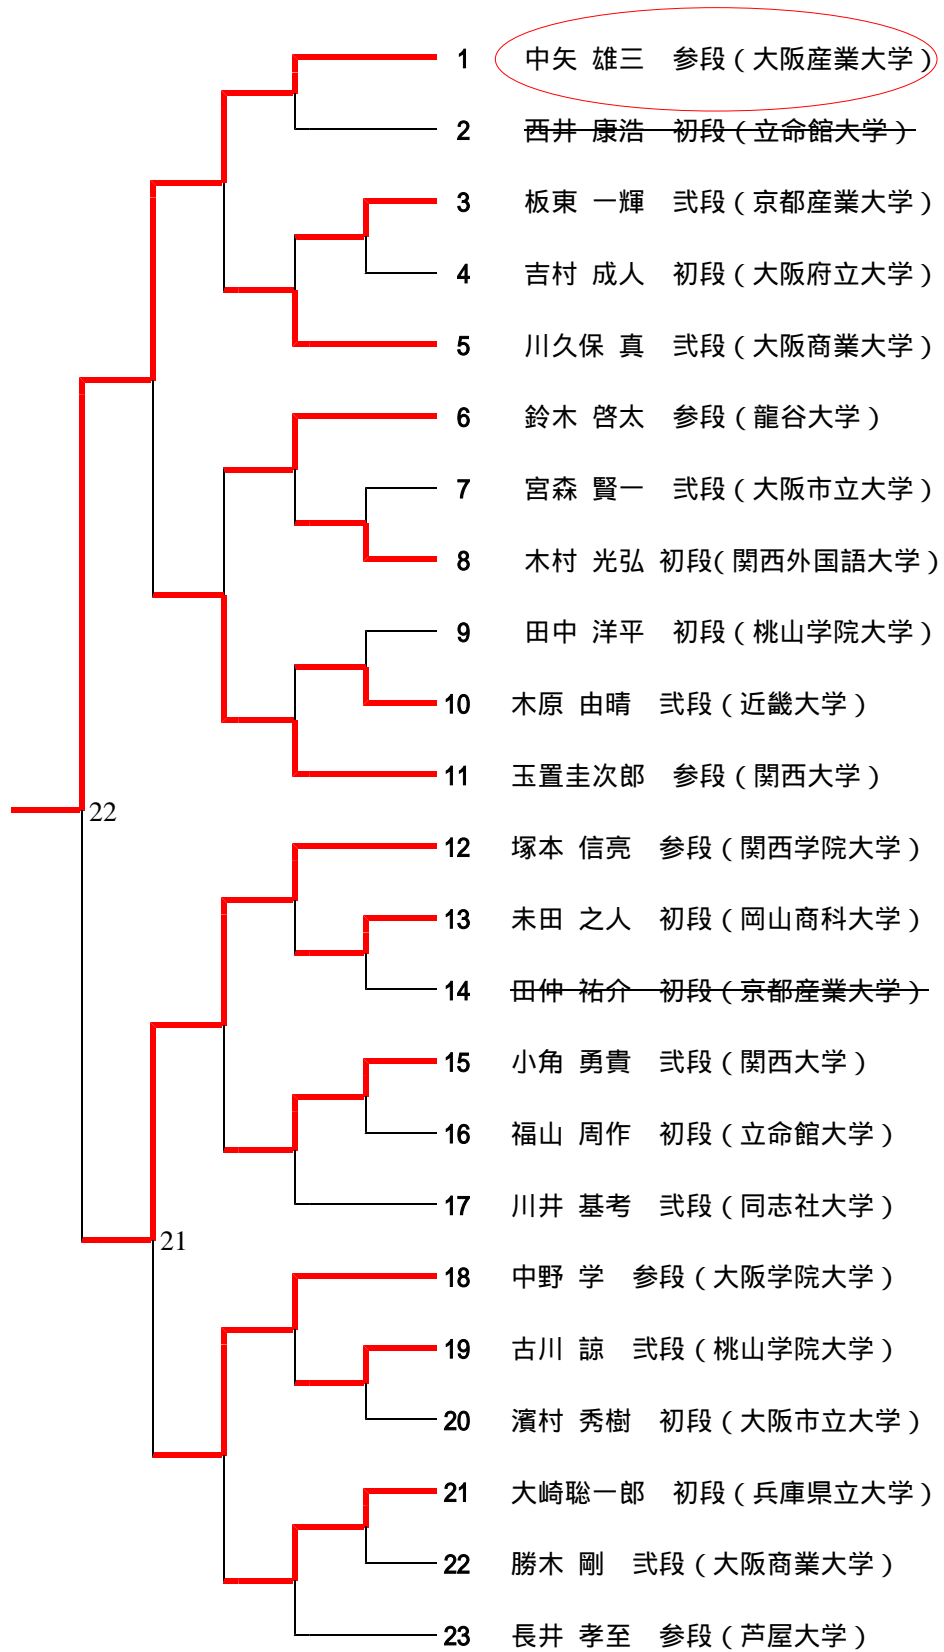 1 中矢 雄三 参段（大阪産業大学）
2 西井 康浩 初段（立命館大学）
3 板東 一輝 弐段（京都産業大学）
4 吉村 成人 初段（大阪府立大学）
5 川久保 真 弐段（大阪商業大学）
6 鈴木 啓太 参段（龍谷大学）
7 宮森 賢一 弐段（大阪市立大学）
8 木村 光弘 初段（関西外国語大学）
9 田中 洋平 初段（桃山学院大学）
10 木原 由晴 弐段（近畿大学）
11 玉置圭次郎 参段（関西大学）
22
12 塚本 信亮 参段（関西学院大学）
13 未田 之人 初段（岡山商科大学）
14 田仲 祐介 初段（京都産業大学）
15 小角 勇貴 弐段（関西大学）
16 福山 周作 初段（立命館大学）
17 川井 基考 弐段（同志社大学）
21
18 中野 学 参段（大阪学院大学）
19 古川 諒 弐段（桃山学院大学）
20 濱村 秀樹 初段（大阪市立大学）
21 大崎聡一郎 初段（兵庫県立大学）
22 勝木 剛 弐段（大阪商業大学）
23 長井 孝至 参段（芦屋大学）